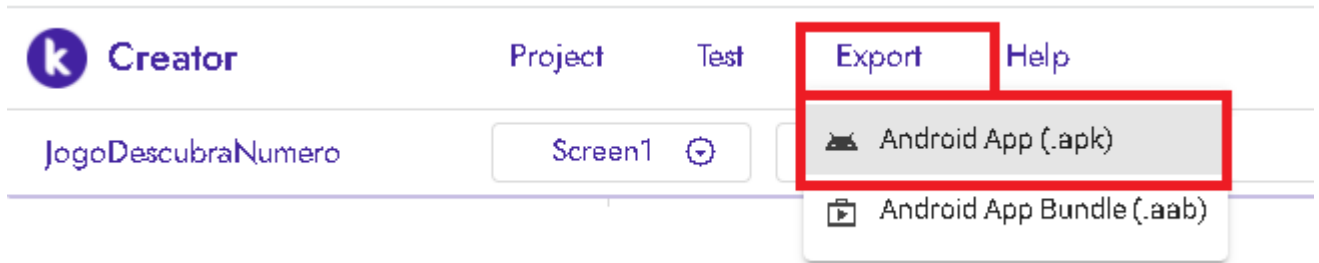 k Creator Project Test Export Help
JogoDescubraNumero Screen1 Android App (.apk)
Android App Bundle (.aab)